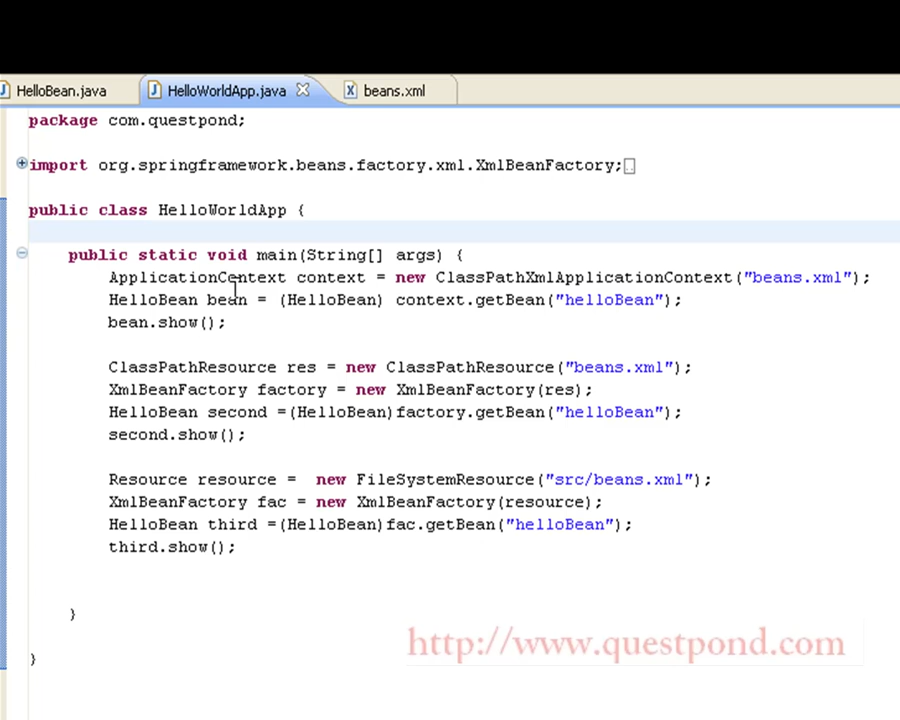 HelloBean.java HelloWorldApp.java beans.xml
package com.questpond;
import org.springframework.beans.factory.xml.XmlBeanFactory;
public class HelloWorldApp {
public static void main(String[] args) {
ApplicationContext context = new ClassPathXmlApplicationContext("beans.xml");
HelloBean bean = (HelloBean) context.getBean("helloBean");
bean.show();
ClassPathResource res = new ClassPathResource("beans.xml");
XmlBeanFactory factory = new XmlBeanFactory(res);
HelloBean second =(HelloBean)factory.getBean("helloBean");
second.show();
Resource resource =  new FileSystemResource("src/beans.xml");
XmlBeanFactory fac = new XmlBeanFactory(resource);
HelloBean third =(HelloBean)fac.getBean("helloBean");
third.show();
}
http://www.questpond.com
}